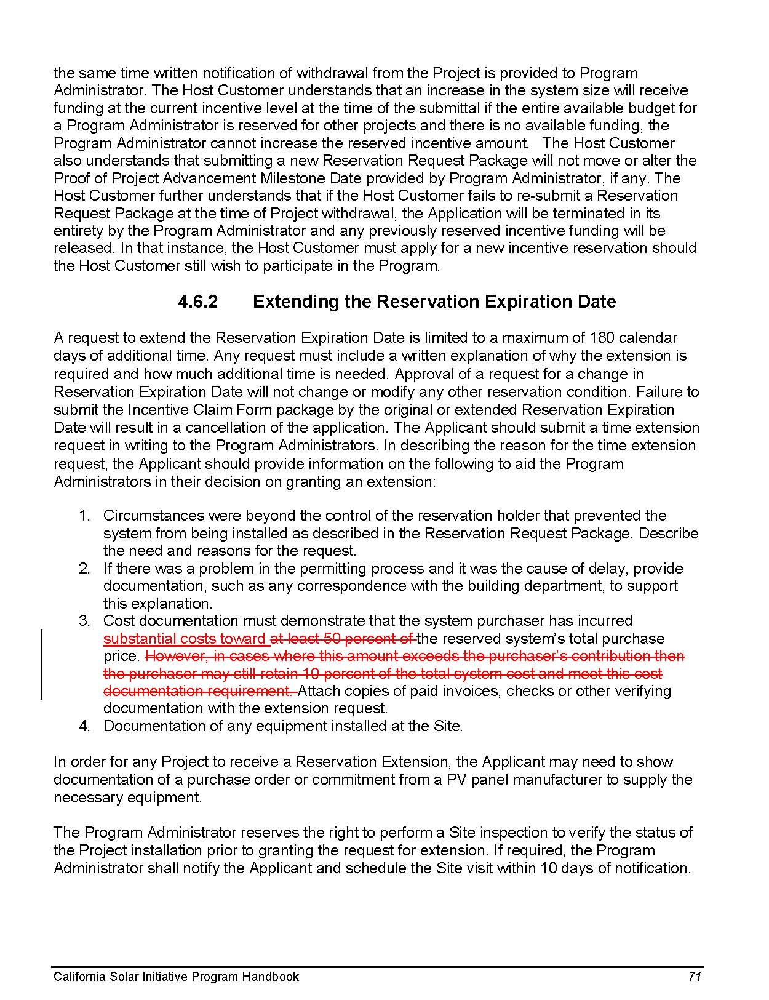 the same time written notification of withdrawal from the Project is provided to Program
Administrator. The Host Customer understands that an increase in the system size will receive
funding at the current incentive level at the time of the submittal if the entire available budget for
a Program Administrator is reserved for other projects and there is no available funding, the
Program Administrator cannot increase the reserved incentive amount.   The Host Customer
also understands that submitting a new Reservation Request Package will not move or alter the
Proof of Project Advancement Milestone Date provided by Program Administrator, if any. The
Host Customer further understands that if the Host Customer fails to re-submit a Reservation
Request Package at the time of Project withdrawal, the Application will be terminated in its
entirety by the Program Administrator and any previously reserved incentive funding will be
released. In that instance, the Host Customer must apply for a new incentive reservation should
the Host Customer still wish to participate in the Program.
4.6.2 Extending the Reservation Expiration Date
A request to extend the Reservation Expiration Date is limited to a maximum of 180 calendar
days of additional time. Any request must include a written explanation of why the extension is
required and how much additional time is needed. Approval of a request for a change in
Reservation Expiration Date will not change or modify any other reservation condition. Failure to
submit the Incentive Claim Form package by the original or extended Reservation Expiration
Date will result in a cancellation of the application. The Applicant should submit a time extension
request in writing to the Program Administrators. In describing the reason for the time extension
request, the Applicant should provide information on the following to aid the Program
Administrators in their decision on granting an extension:
1. Circumstances were beyond the control of the reservation holder that prevented the
system from being installed as described in the Reservation Request Package. Describe
the need and reasons for the request.
2. If there was a problem in the permitting process and it was the cause of delay, provide
documentation, such as any correspondence with the building department, to support
this explanation.
3. Cost documentation must demonstrate that the system purchaser has incurred
substantial costs toward at least 50 percent of the reserved system’s total purchase
price. However, in cases where this amount exceeds the purchaser’s contribution then
the purchaser may still retain 10 percent of the total system cost and meet this cost
documentation requirement. Attach copies of paid invoices, checks or other verifying
documentation with the extension request.
4. Documentation of any equipment installed at the Site.
In order for any Project to receive a Reservation Extension, the Applicant may need to show
documentation of a purchase order or commitment from a PV panel manufacturer to supply the
necessary equipment.
The Program Administrator reserves the right to perform a Site inspection to verify the status of
the Project installation prior to granting the request for extension. If required, the Program
Administrator shall notify the Applicant and schedule the Site visit within 10 days of notification.
California Solar Initiative Program Handbook 71